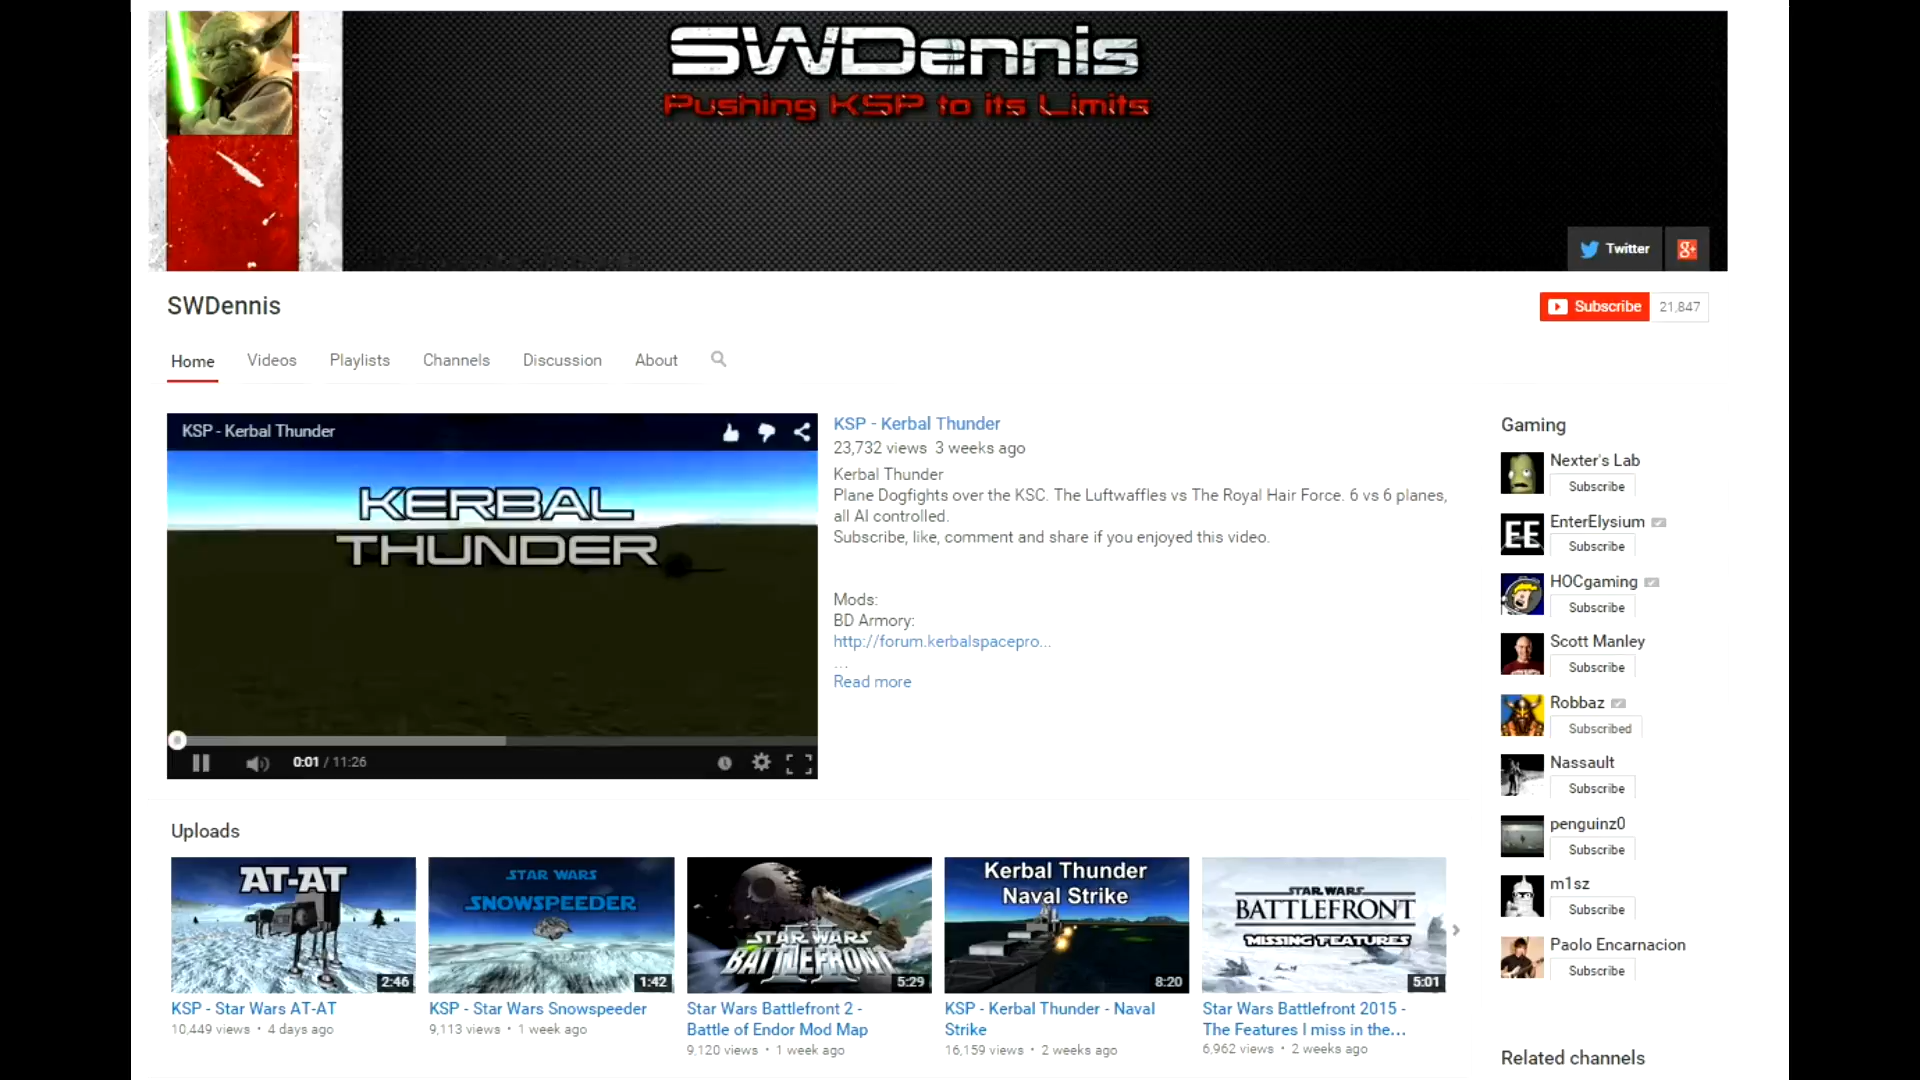 SWDennis
Pushing KSP to its Limits
Twitter
g+
SWDennis
Subscribe 21,847
Home Videos Playlists Channels Discussion About
KSP - Kerbal Thunder
KERBAL
THUNDER
0:01 / 11:26
KSP - Kerbal Thunder
23,732 views 3 weeks ago
Kerbal Thunder
Plane Dogfights over the KSC. The Luftwaffles vs The Royal Hair Force. 6 vs 6 planes,
all AI controlled.
Subscribe, like, comment and share if you enjoyed this video.
Mods:
BD Armory:
http://forum.kerbalspacepro...
...
Read more
Gaming
Nexter's Lab
Subscribe
EE
EnterElysium
Subscribe
HOCgaming
Subscribe
Scott Manley
Subscribe
Robbaz
Subscribed
Nassault
Subscribe
penguinz0
Subscribe
m1sz
Subscribe
Paolo Encarnacion
Subscribe
Related channels
Uploads
AT-AT
2:46
KSP - Star Wars AT-AT
10,449 views • 4 days ago
STAR WARS
SNOWSPEEDER
1:42
KSP - Star Wars Snowspeeder
9,113 views • 1 week ago
STAR WARS
BATTLEFRONT
II
5:29
Star Wars Battlefront 2 -
Battle of Endor Mod Map
9,120 views • 1 week ago
Kerbal Thunder
Naval Strike
8:20
KSP - Kerbal Thunder - Naval
Strike
16,159 views • 2 weeks ago
STAR WARS
BATTLEFRONT
MISSING FEATURES
5:01
Star Wars Battlefront 2015 -
The Features I miss in the...
6,962 views • 2 weeks ago